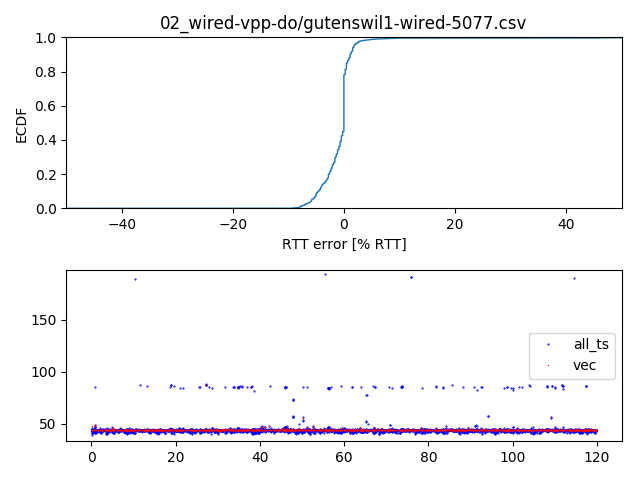 02_wired-vpp-do/gutenswil1-wired-5077.csv
1.0
0.8
0.6
0.4
0.2
0.0
ECDF
−40 −20 0 20 40
RTT error [% RTT]
150
100
50
all_ts
vec
0 20 40 60 80 100 120